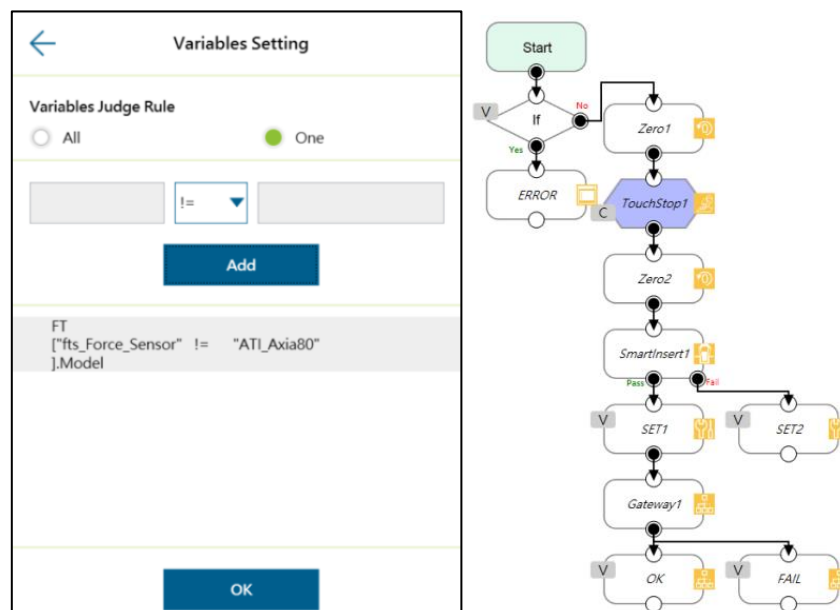 Variables Setting
Variables Judge Rule
All
One
!=
Add
FT
["fts_Force_Sensor" != "ATI_Axia80"
].Model
OK
Start
V
If
No
Yes
Zero1
ERROR
C
TouchStop1
Zero2
SmartInsert1
Pass
Fail
V
SET1
V
SET2
Gateway1
V
OK
V
FAIL